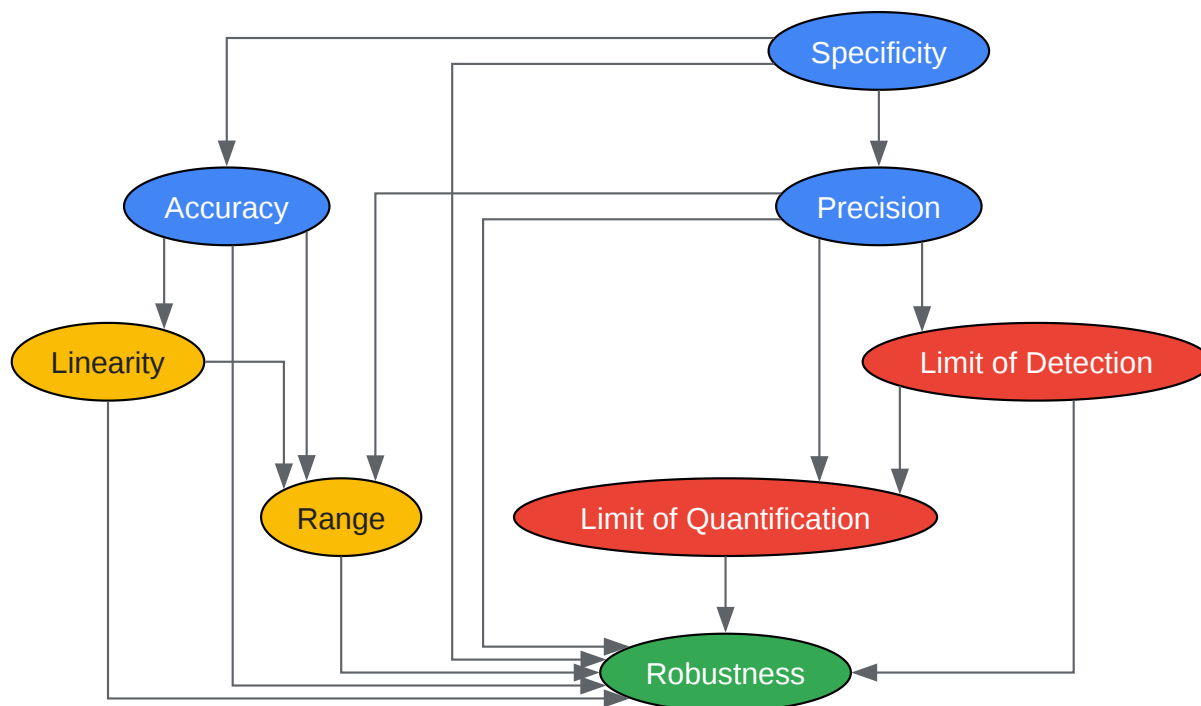 Specificity
Accuracy
Precision
Linearity
Limit of Detection
Range
Limit of Quantification
Robustness